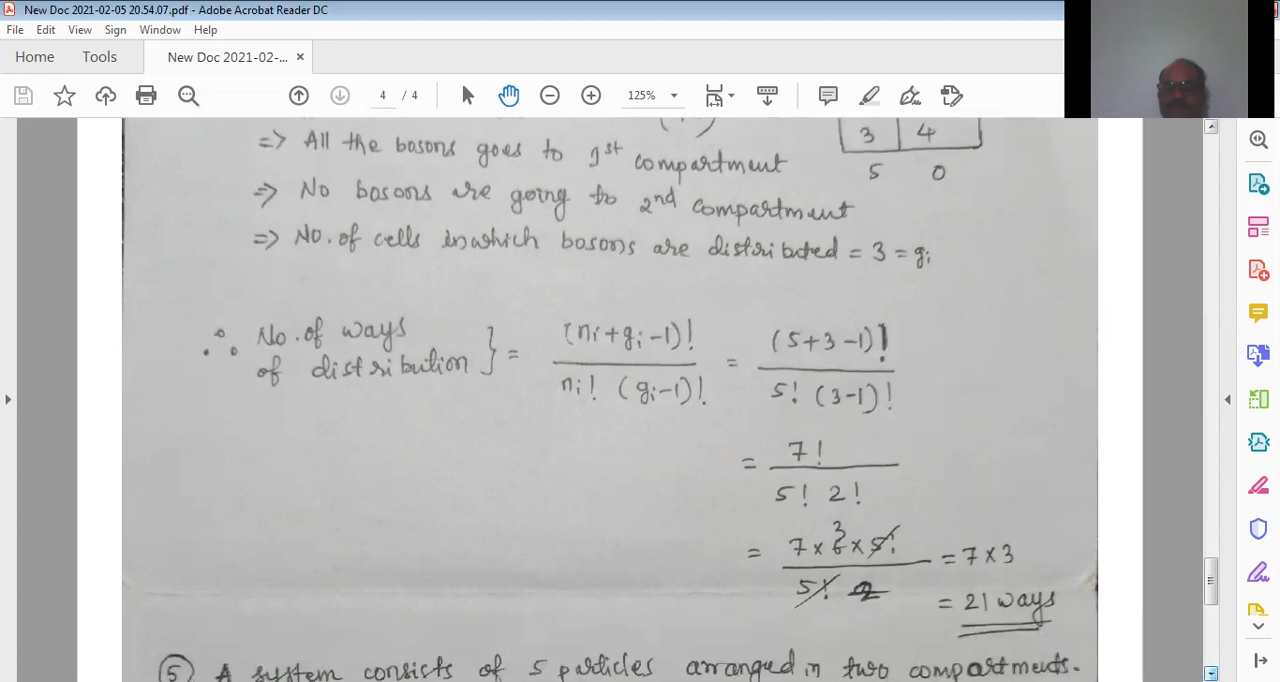 New Doc 2021-02-05 20.54.07.pdf - Adobe Acrobat Reader DC
File Edit View Sign Window Help
Home Tools New Doc 2021-02-... ×
4 / 4 125%
3 4
=> All the bosons goes to 1st compartment
5 0
=> No bosons are going to 2nd compartment
=> No. of cells in which bosons are distributed = 3 = gi
∴ No. of ways of distribution } = (ni + gi - 1)! / ni! (gi - 1)! = (5 + 3 - 1)! / 5! (3 - 1)!
= 7! / 5! 2!
= 7 × 6 3 × 5! / 5! 2 = 7 × 3
= 21 ways
(5) A system consists of 5 particles arranged in two compartments.